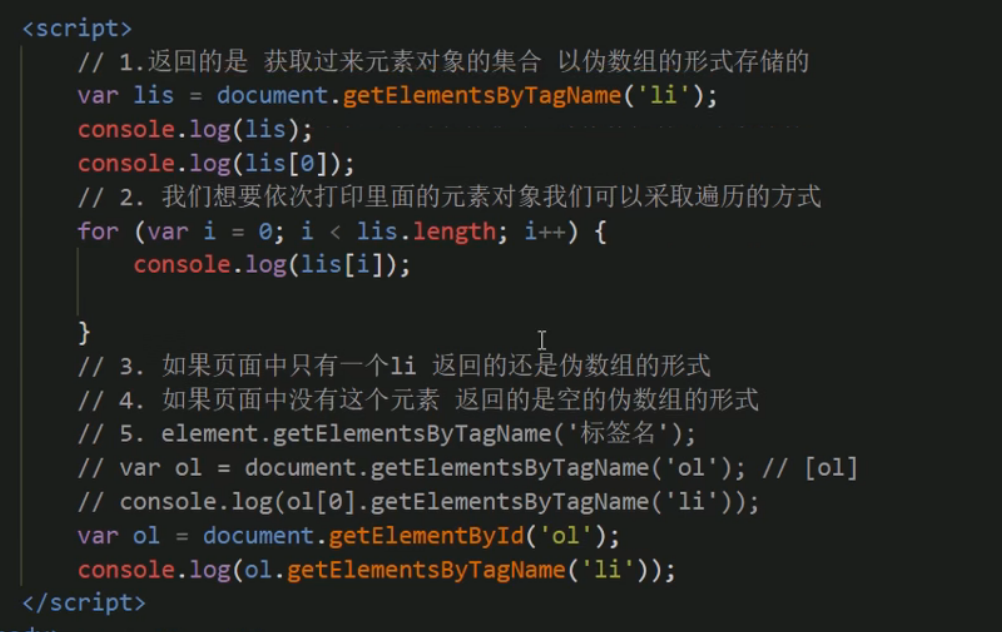 <script>
// 1.返回的是 获取过来元素对象的集合 以伪数组的形式存储的
var lis = document.getElementsByTagName('li');
console.log(lis);
console.log(lis[0]);
// 2. 我们想要依次打印里面的元素对象我们可以采取遍历的方式
for (var i = 0; i < lis.length; i++) {
console.log(lis[i]);
}
// 3. 如果页面中只有一个li 返回的还是伪数组的形式
// 4. 如果页面中没有这个元素 返回的是空的伪数组的形式
// 5. element.getElementsByTagName('标签名');
// var ol = document.getElementsByTagName('ol'); // [ol]
// console.log(ol[0].getElementsByTagName('li'));
var ol = document.getElementById('ol');
console.log(ol.getElementsByTagName('li'));
</script>